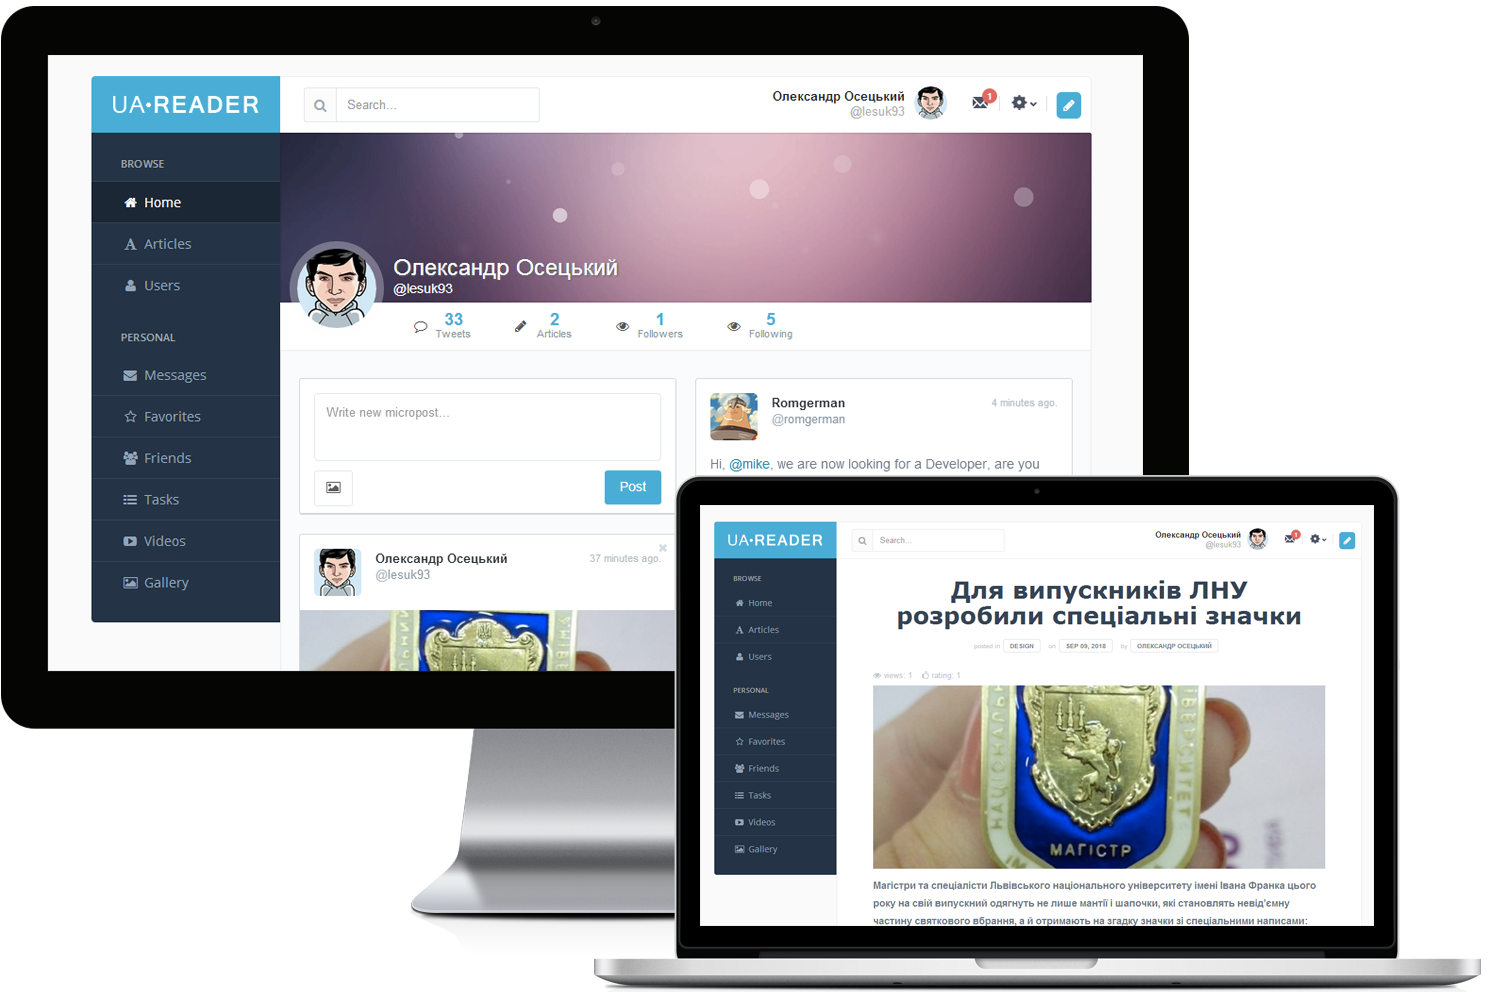 UA•READER
Search...
Олександр Осецький
@lesuk93
1
BROWSE
Home
Articles
Users
PERSONAL
Messages
Favorites
Friends
Tasks
Videos
Gallery
Олександр Осецький
@lesuk93
33
Tweets
2
Articles
1
Followers
5
Following
Write new micropost...
Post
Romgerman
@romgerman
4 minutes ago.
Hi, @mike, we are now looking for a Developer, are you
Олександр Осецький
@lesuk93
37 minutes ago.
UA•READER
Search...
Олександр Осецький
@lesuk93
1
BROWSE
Home
Articles
Users
PERSONAL
Messages
Favorites
Friends
Tasks
Videos
Gallery
Для випускників ЛНУ
розробили спеціальні значки
posted in DESIGN on SEP 09, 2018 by ОЛЕКСАНДР ОСЕЦЬКИЙ
views: 1 rating: 1
МАГІСТР
Магістри та спеціалісти Львівського національного університету імені Івана Франка цього
року на свій випускний одягнуть не лише мантії і шапочки, які становлять невід'ємну
частину святкового вбрання, а й отримають на згадку значки зі спеціальними написами: